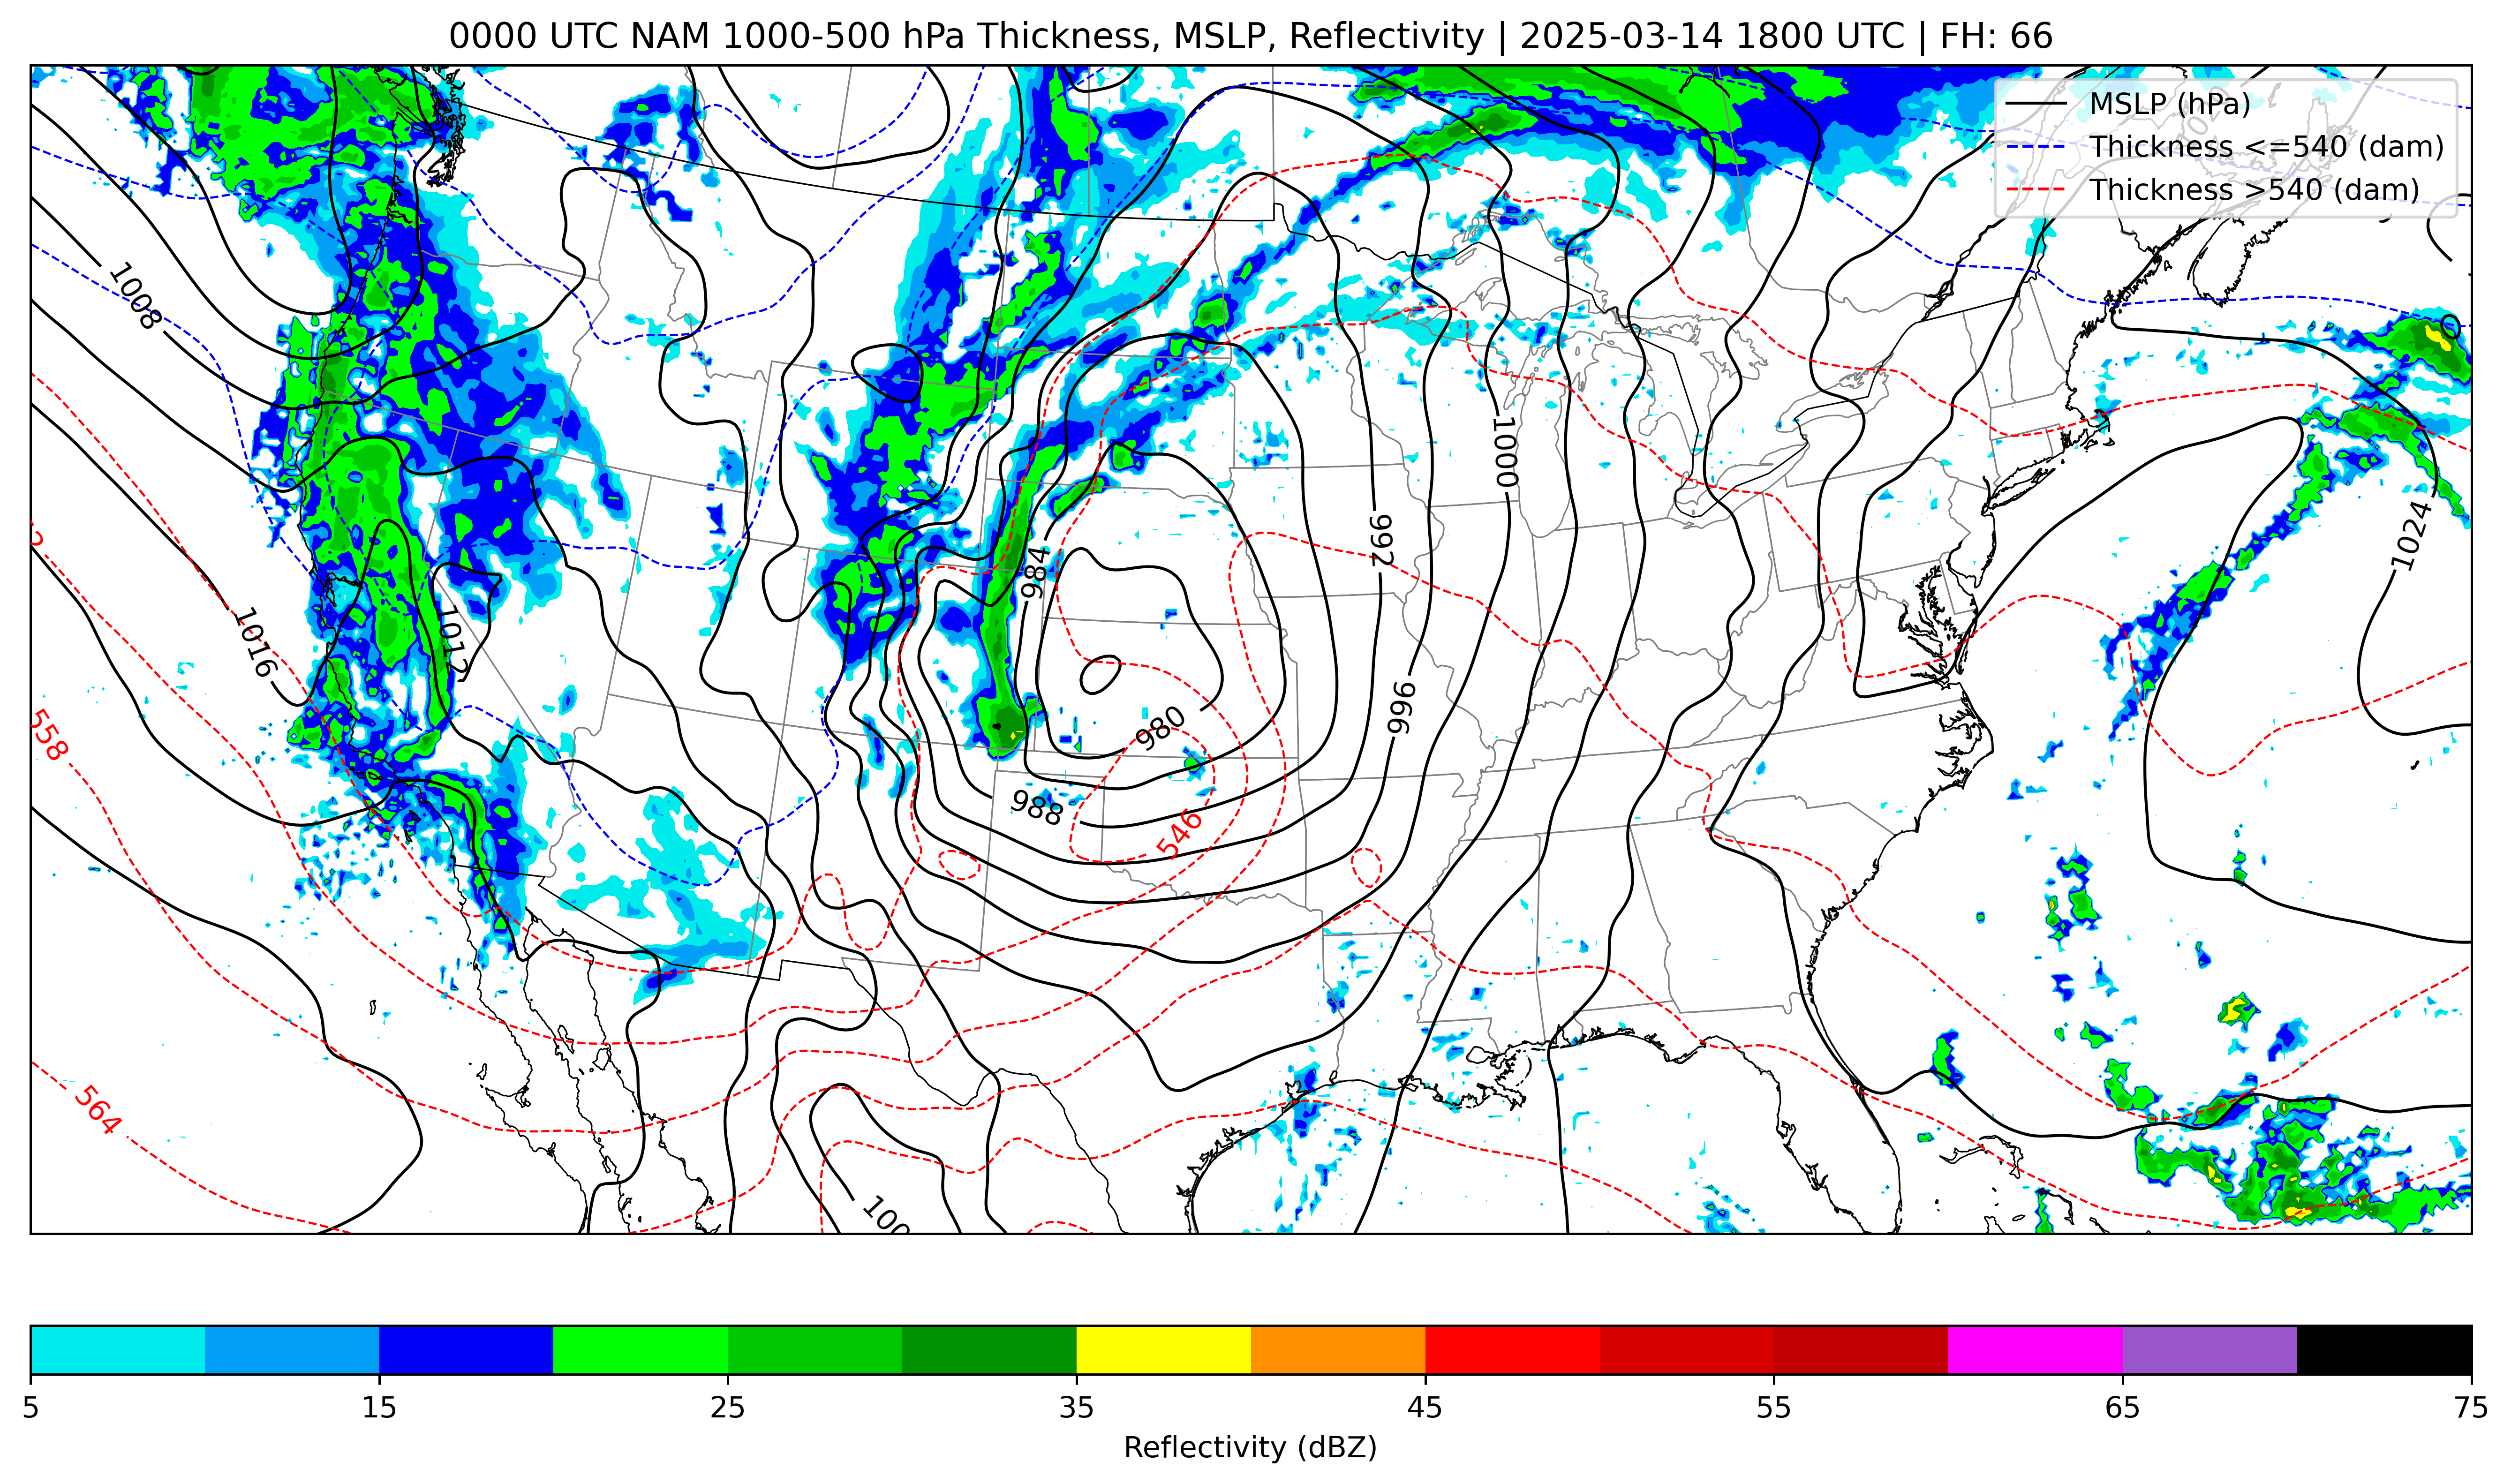 0000 UTC NAM 1000-500 hPa Thickness, MSLP, Reflectivity | 2025-03-14 1800 UTC | FH: 66
MSLP (hPa)
Thickness <=540 (dam)
Thickness >540 (dam)
1008
1000
992
1024
984
1016
1012
996
980
558
988
546
564
5 15 25 35 45 55 65 75
Reflectivity (dBZ)